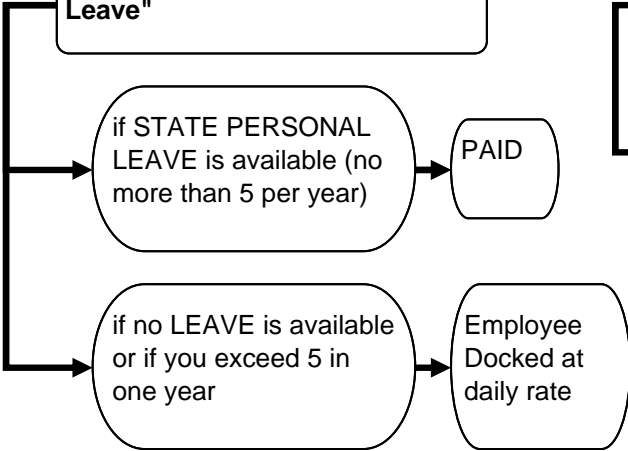 Leave"
if STATE PERSONAL
LEAVE is available (no
more than 5 per year)
PAID
if no LEAVE is available
or if you exceed 5 in
one year
Employee
Docked at
daily rate